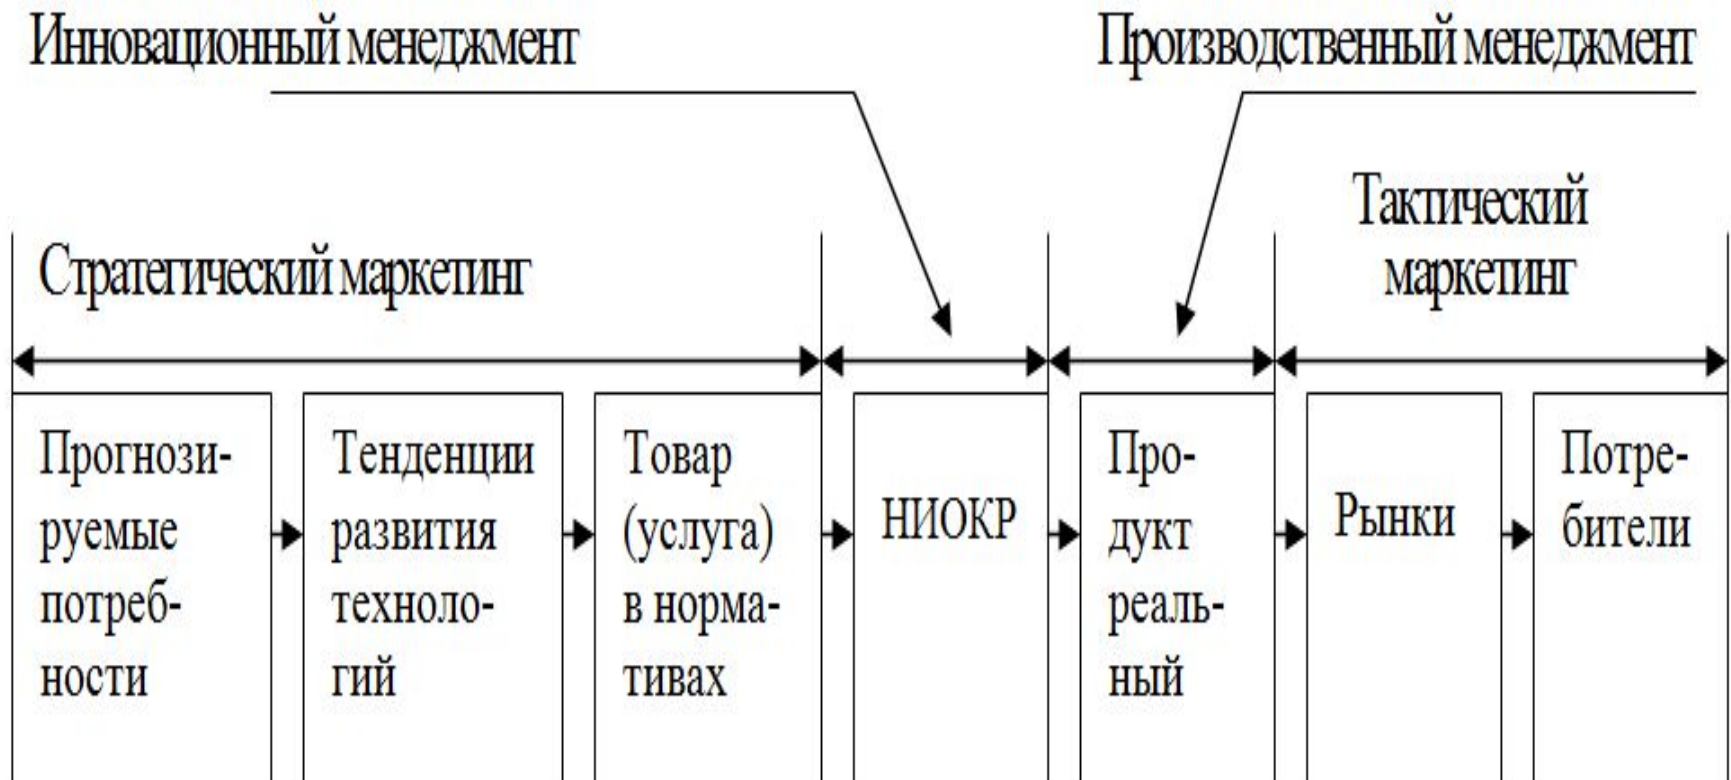 Инновационный менеджмент
Производственный менеджмент
Тактический
маркетинг
Стратегический маркетинг
Прогнози-
руемые
потреб-
ности
Тенденции
развития
техноло-
гий
Товар
(услуга)
в норма-
тивах
НИОКР
Про-
дукт
реаль-
ный
Рынки
Потре-
бители